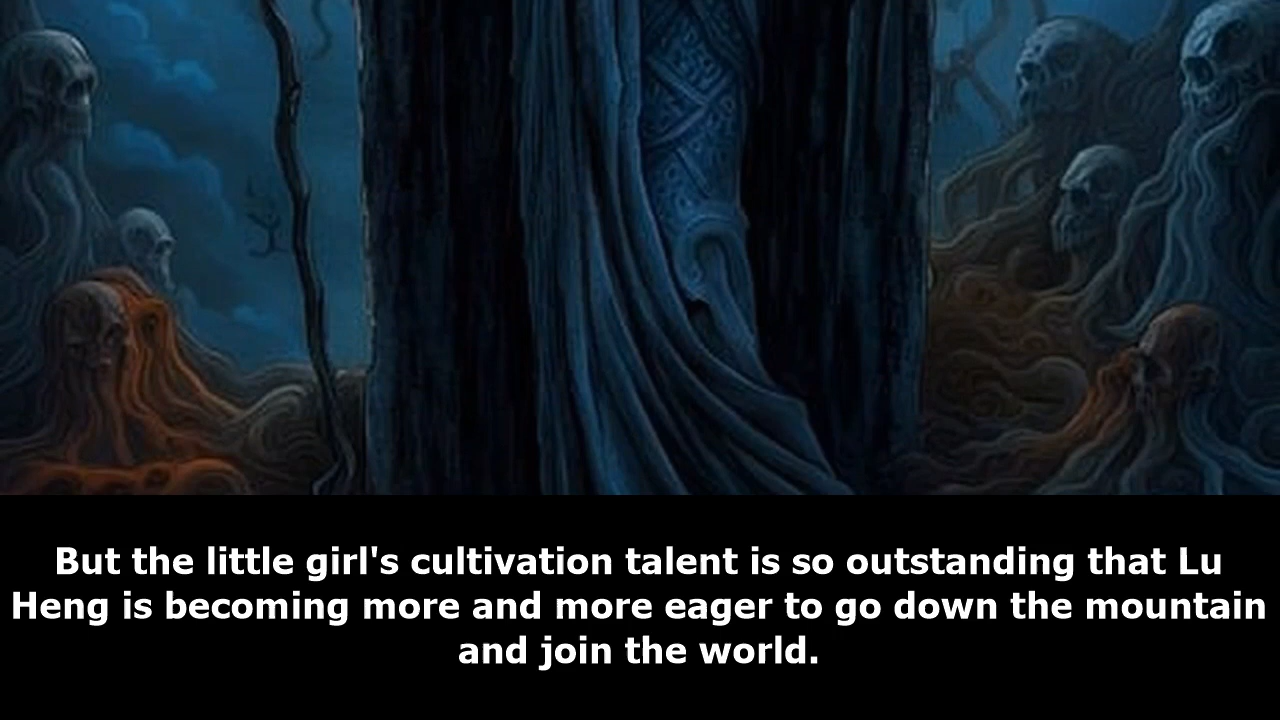 But the little girl's cultivation talent is so outstanding that Lu
Heng is becoming more and more eager to go down the mountain
and join the world.